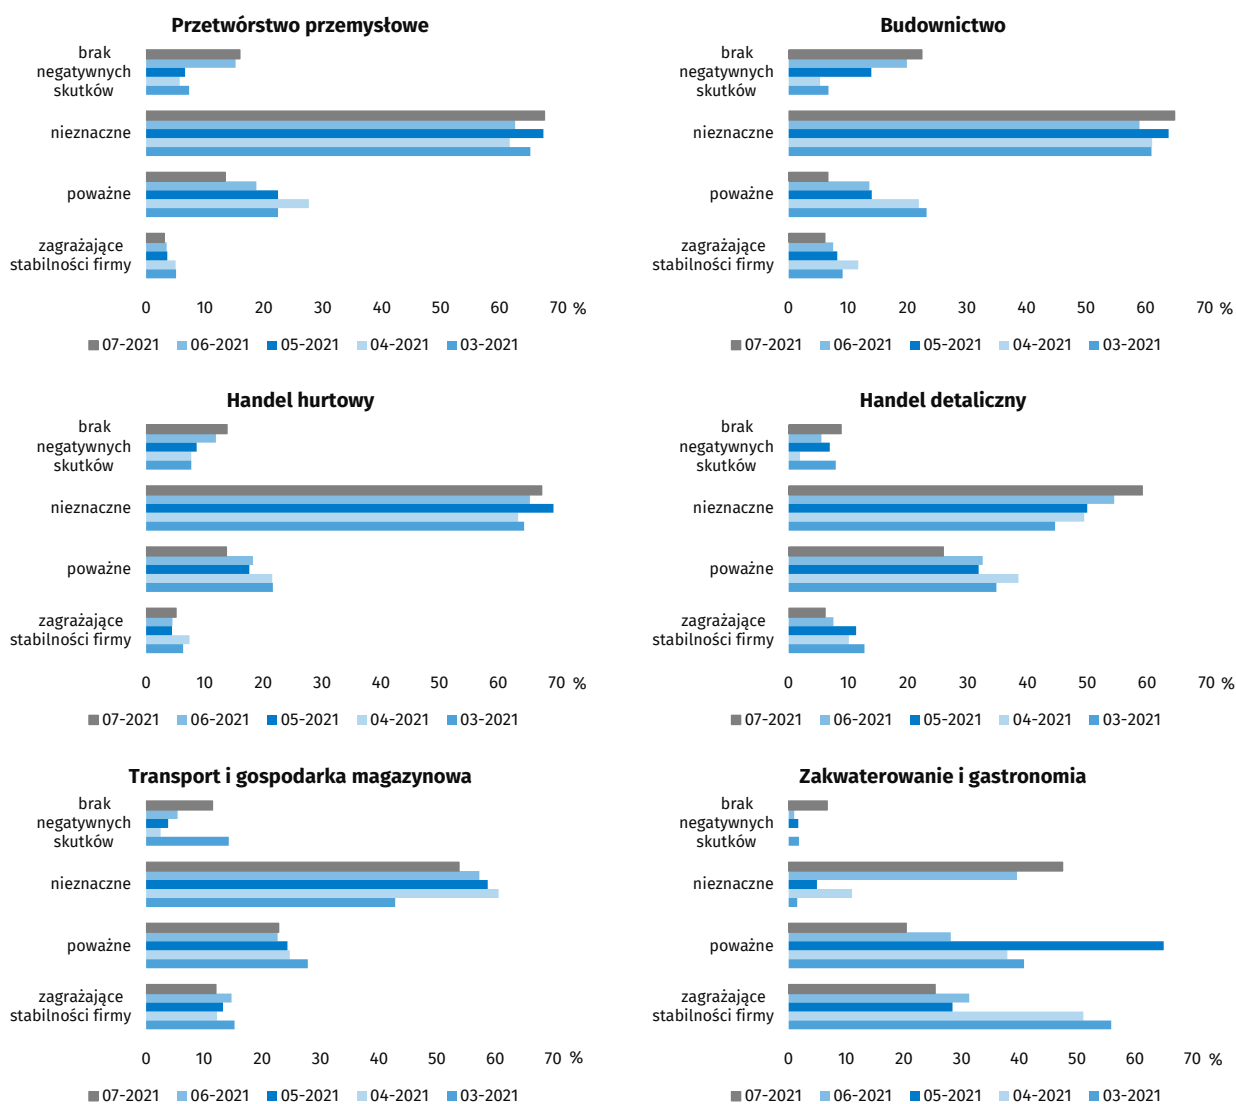 Przetwórstwo przemysłowe
brak
negatywnych
skutków
nieznaczne
poważne
zagrażające
stabilności firmy
0 10 20 30 40 50 60 70 %
07-2021 06-2021 05-2021 04-2021 03-2021
Budownictwo
brak
negatywnych
skutków
nieznaczne
poważne
zagrażające
stabilności firmy
0 10 20 30 40 50 60 70 %
07-2021 06-2021 05-2021 04-2021 03-2021
Handel hurtowy
brak
negatywnych
skutków
nieznaczne
poważne
zagrażające
stabilności firmy
0 10 20 30 40 50 60 70 %
07-2021 06-2021 05-2021 04-2021 03-2021
Handel detaliczny
brak
negatywnych
skutków
nieznaczne
poważne
zagrażające
stabilności firmy
0 10 20 30 40 50 60 70 %
07-2021 06-2021 05-2021 04-2021 03-2021
Transport i gospodarka magazynowa
brak
negatywnych
skutków
nieznaczne
poważne
zagrażające
stabilności firmy
0 10 20 30 40 50 60 70 %
07-2021 06-2021 05-2021 04-2021 03-2021
Zakwaterowanie i gastronomia
brak
negatywnych
skutków
nieznaczne
poważne
zagrażające
stabilności firmy
0 10 20 30 40 50 60 70 %
07-2021 06-2021 05-2021 04-2021 03-2021